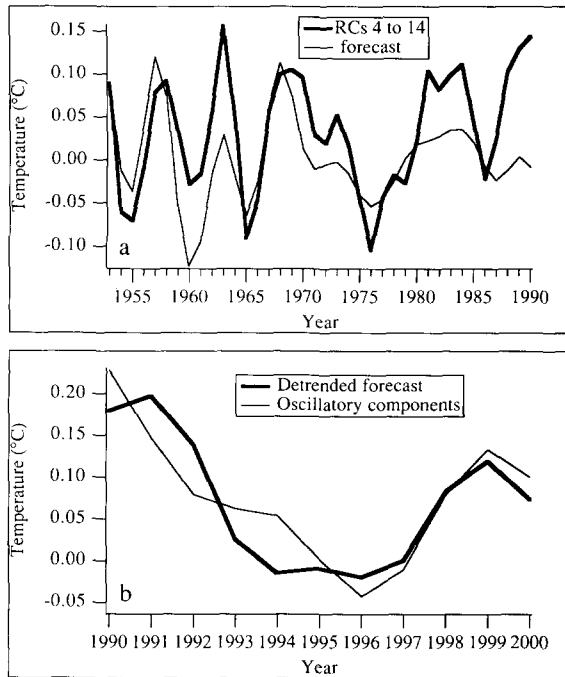 RCs 4 to 14
forecast
Temperature (°C)
0.15
0.10
0.05
0.00
-0.05
-0.10
a
1955 1960 1965 1970 1975 1980 1985 1990
Year
Detrended forecast
Oscillatory components
Temperature (°C)
0.20
0.15
0.10
0.05
0.00
-0.05
b
1990 1991 1992 1993 1994 1995 1996 1997 1998 1999 2000
Year